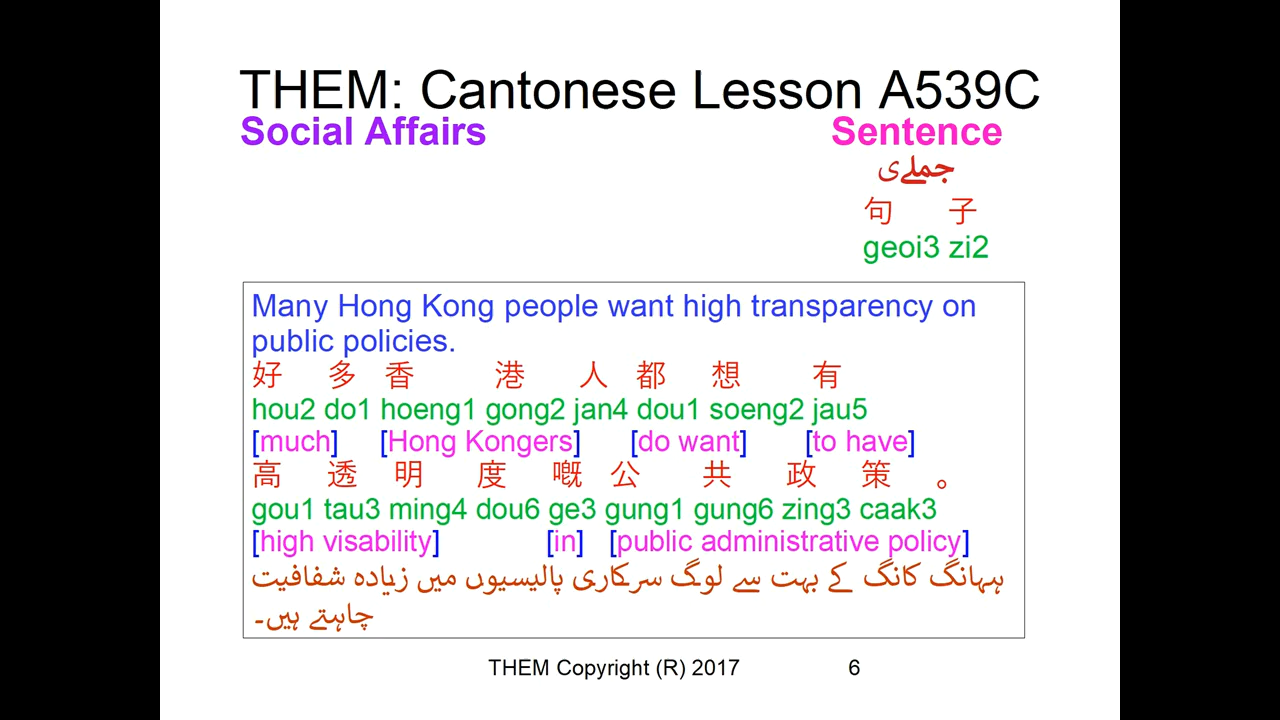 THEM: Cantonese Lesson A539C
Social Affairs Sentence
جملےی
句 子
geoi3 zi2
Many Hong Kong people want high transparency on
public policies.
好 多 香 港 人 都 想 有
hou2 do1 hoeng1 gong2 jan4 dou1 soeng2 jau5
[much] [Hong Kongers] [do want] [to have]
高 透 明 度 嘅 公 共 政 策 。
gou1 tau3 ming4 dou6 ge3 gung1 gung6 zing3 caak3
[high visability] [in] [public administrative policy]
ہہانگ کانگ کے بہت سے لوگ سرکاری پالیسیوں میں زیادہ شفافیت
چاہتے ہیں۔
THEM Copyright (R) 2017 6